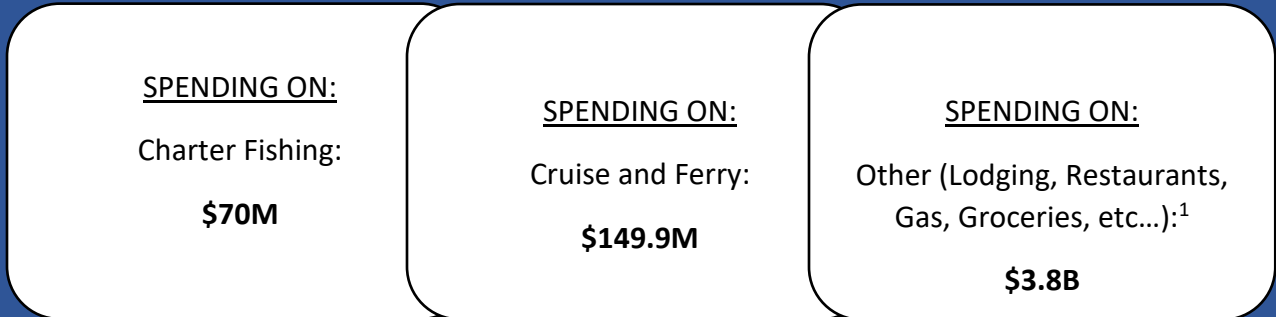 SPENDING ON:
Charter Fishing:
$70M
SPENDING ON:
Cruise and Ferry:
$149.9M
SPENDING ON:
Other (Lodging, Restaurants,
Gas, Groceries, etc…):¹
$3.8B